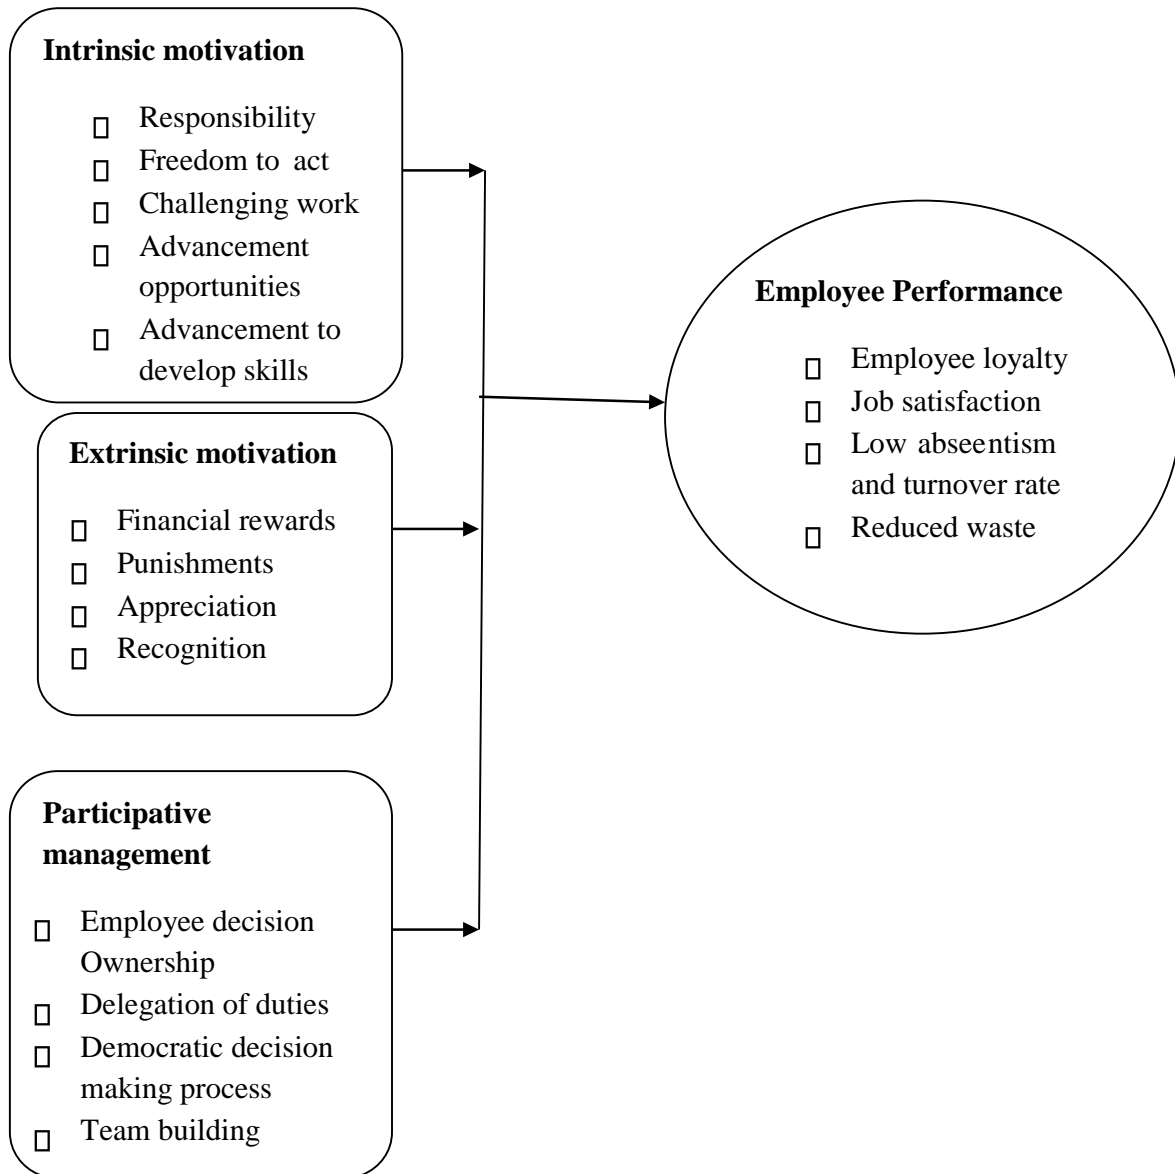 Intrinsic motivation
Responsibility
Freedom to act
Challenging work
Advancement
opportunities
Advancement to
develop skills
Extrinsic motivation
Financial rewards
Punishments
Appreciation
Recognition
Participative
management
Employee decision
Ownership
Delegation of duties
Democratic decision
making process
Team building
Employee Performance
Employee loyalty
Job satisfaction
Low abseentism
and turnover rate
Reduced waste